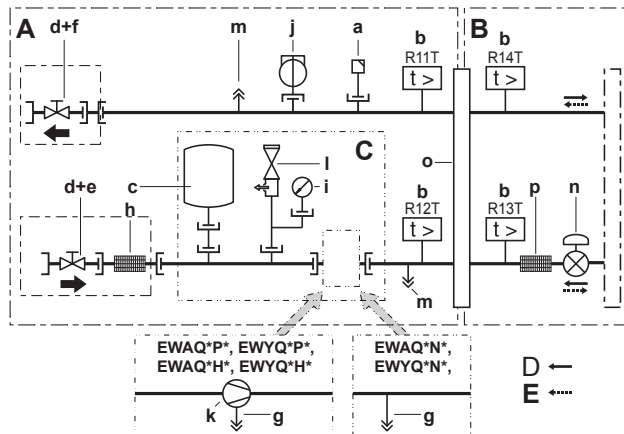 A
d+f
m
j
a
b
R11T
t >
B
b
R14T
t >
C
c
l
i
o
d+e
h
b
R12T
t >
b
R13T
t >
p
n
m
EWAQ*P*, EWYQ*P*,
EWAQ*H*, EWYQ*H*
k
g
EWAQ*N*,
EWYQ*N*,
g
D
E